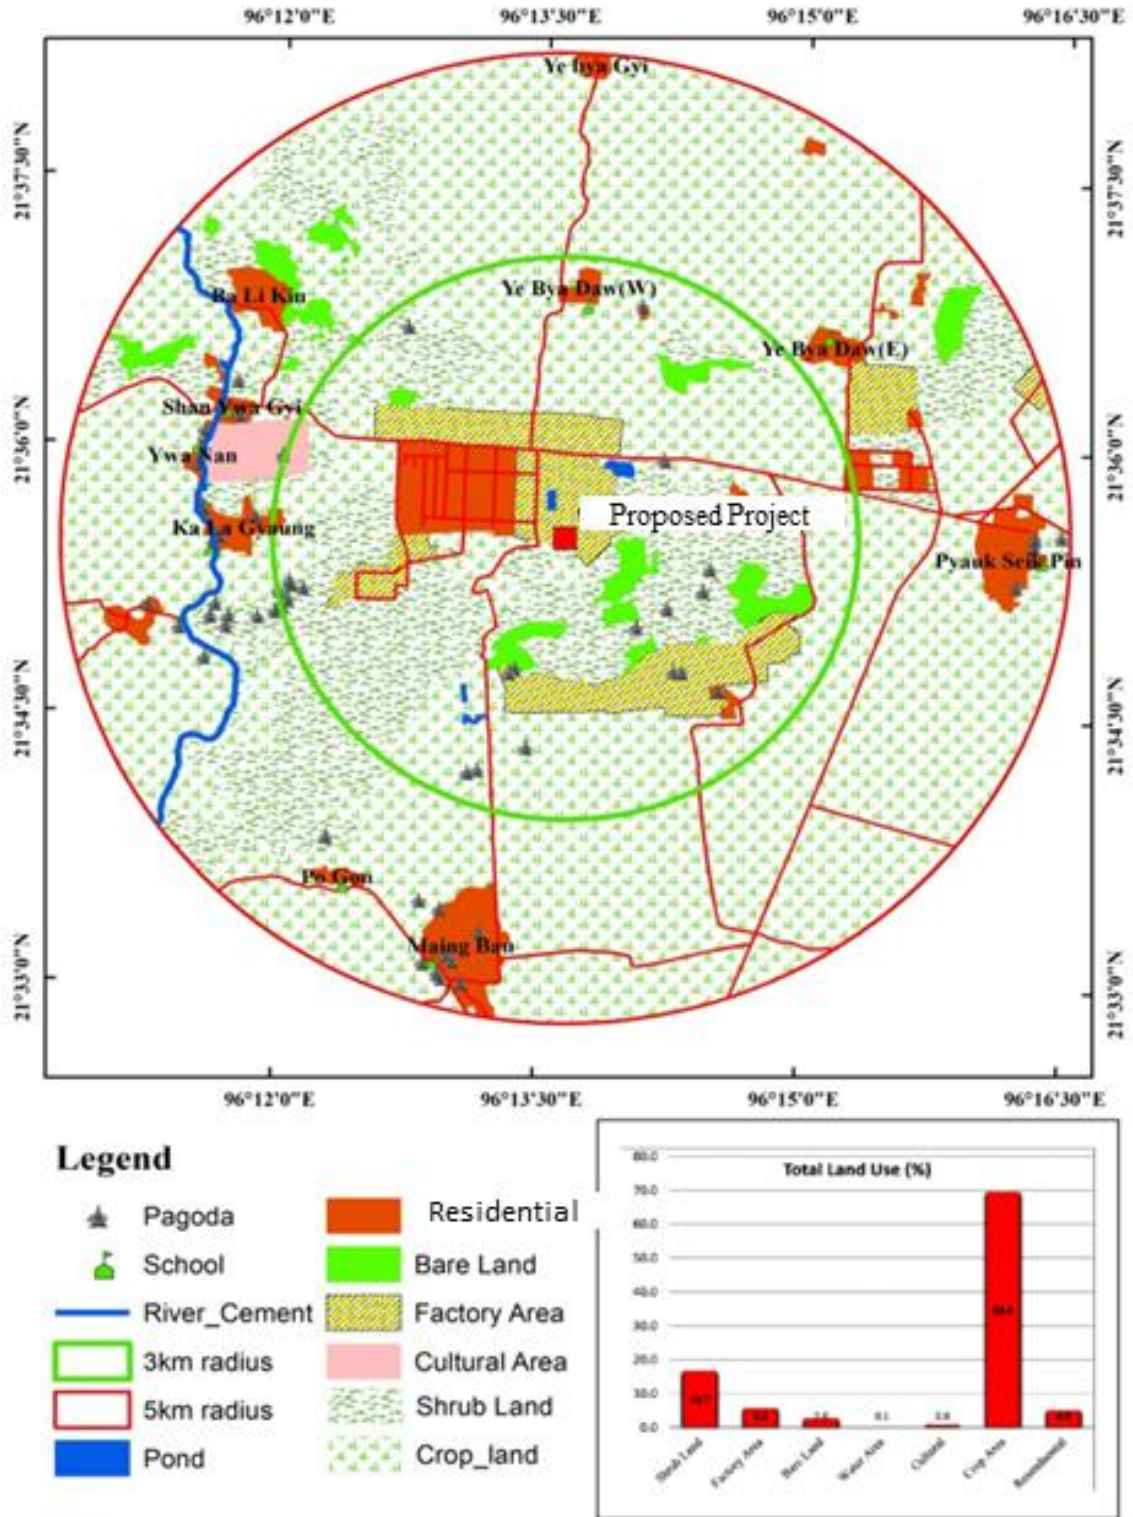 96°12'0"E 96°13'30"E 96°15'0"E 96°16'30"E
Ye bya Gyi
21°37'30"N
21°37'30"N
Ba Li Kin
Ye Bya Daw(W)
Ye Bya Daw(E)
Shan Ywa Gyi
21°36'0"N
21°36'0"N
Ywa Nan
Ka La Gyaung
Proposed Project
Pyauk Seik Pin
21°34'30"N
21°34'30"N
Po Gon
Maing Bau
21°33'0"N
21°33'0"N
96°12'0"E 96°13'30"E 96°15'0"E 96°16'30"E
Legend
Pagoda
School
River_Cement
3km radius
5km radius
Pond
Residential
Bare Land
Factory Area
Cultural Area
Shrub Land
Crop_land
Total Land Use (%)
80.0
70.0
60.0
50.0
40.0
30.0
20.0
10.0
0.0
0.1
0.8
Shrub Land
Factory Area
Bare Land
Water Area
Cultural
Crop Area